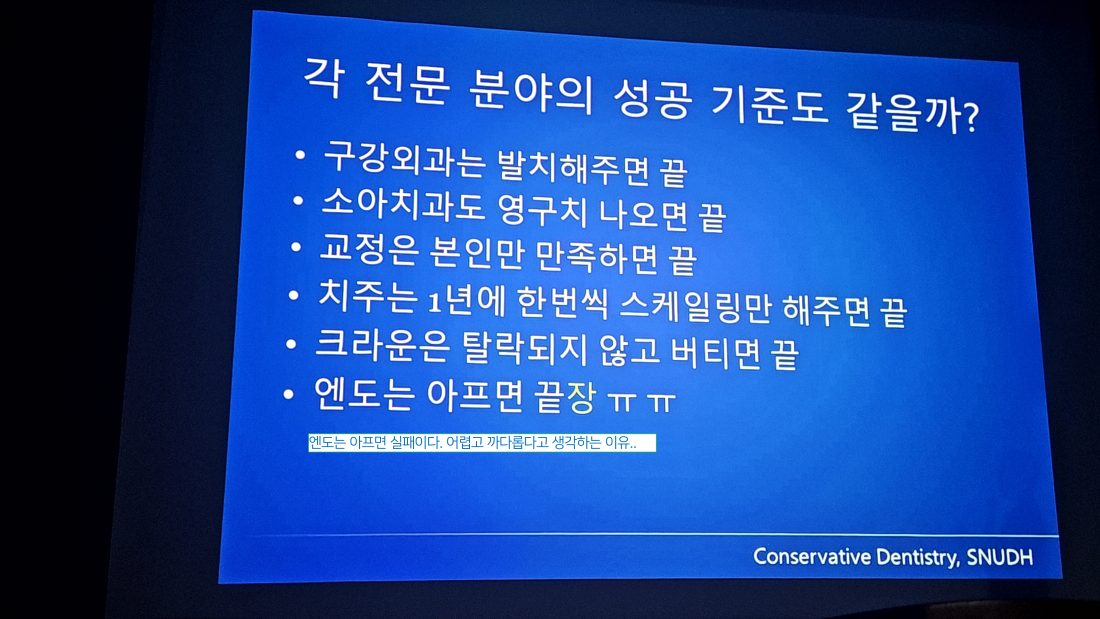 각 전문 분야의 성공 기준도 같을까?
• 구강외과는 발치해주면 끝
• 소아치과도 영구치 나오면 끝
• 교정은 본인만 만족하면 끝
• 치주는 1년에 한번씩 스케일링만 해주면 끝
• 크라운은 탈락되지 않고 버티면 끝
• 엔도는 아프면 끝장 ㅠㅠ
엔도는 아프면 실패이다. 어렵고 까다롭다고 생각하는 이유..
Conservative Dentistry, SNUDH